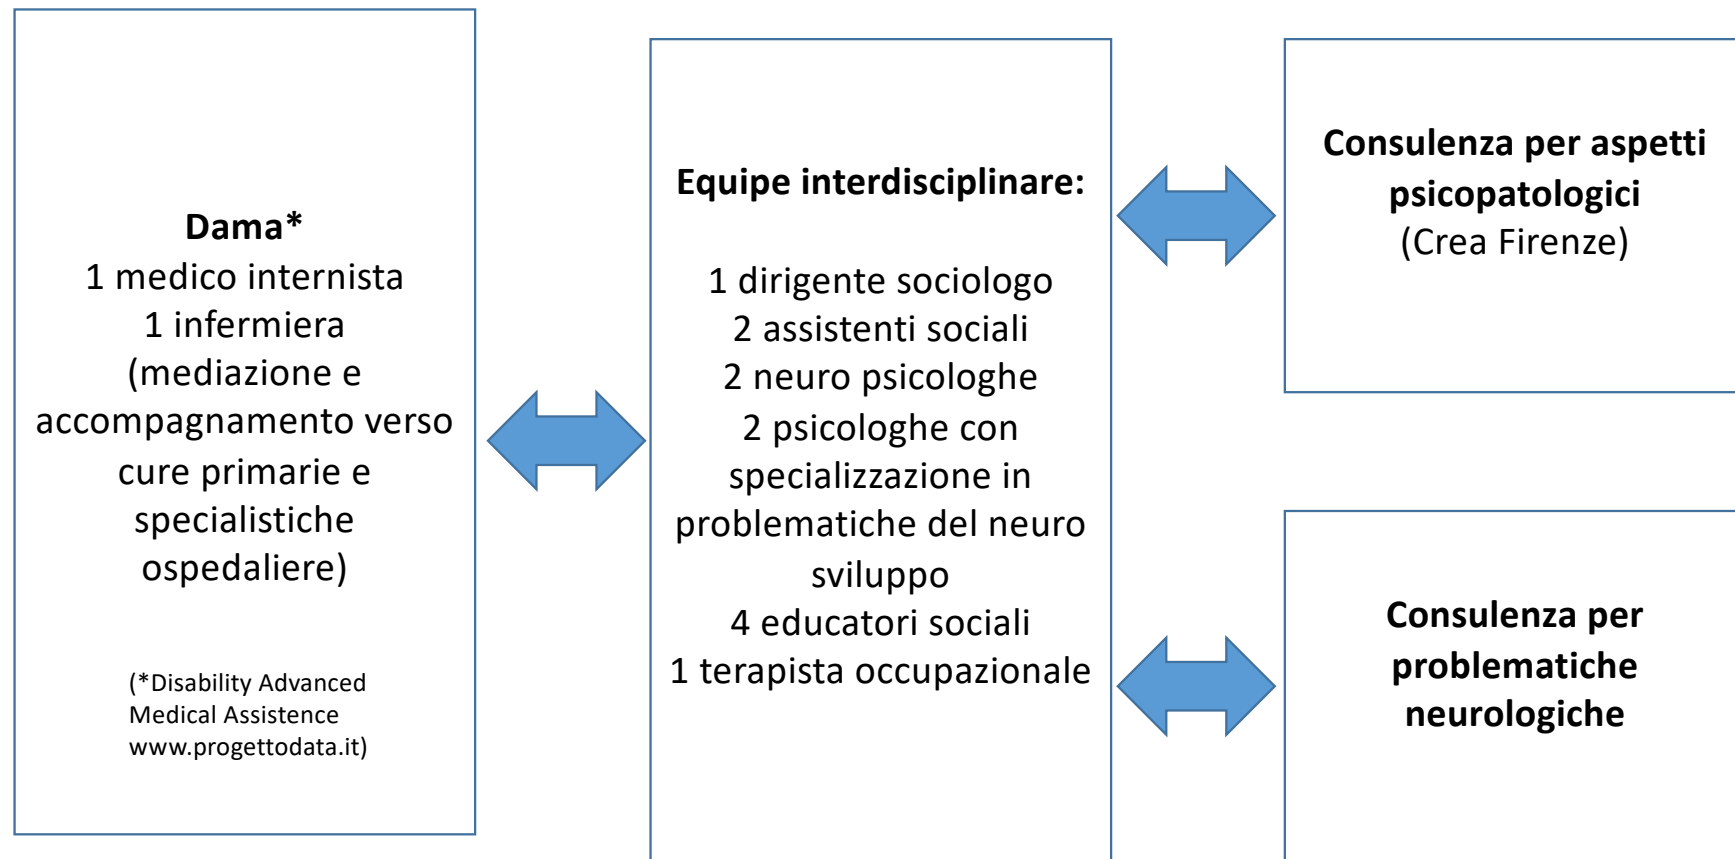 Dama*
1 medico internista
1 infermiera
(mediazione e
accompagnamento verso
cure primarie e
specialistiche
ospedaliere)
(*Disability Advanced
Medical Assistence
www.progettodata.it)
Equipe interdisciplinare:
1 dirigente sociologo
2 assistenti sociali
2 neuro psicologhe
2 psicologhe con
specializzazione in
problematiche del neuro
sviluppo
4 educatori sociali
1 terapista occupazionale
Consulenza per aspetti
psicopatologici
(Crea Firenze)
Consulenza per
problematiche
neurologiche